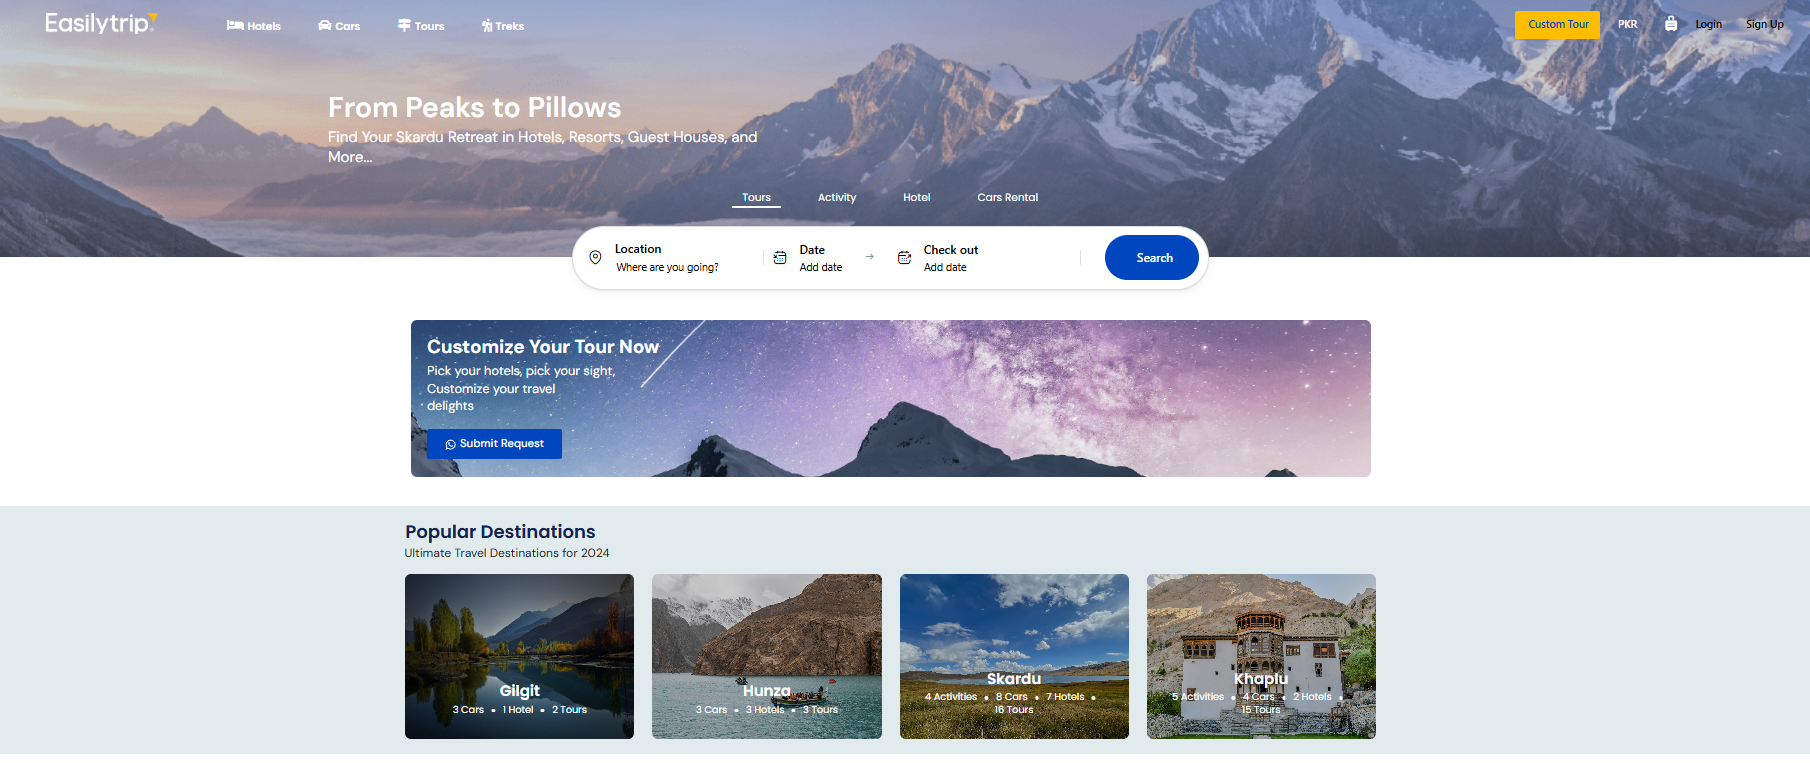 Easilytrip
Hotels
Cars
Tours
Treks
Custom Tour
PKR
Login
Sign Up
From Peaks to Pillows
Find Your Skardu Retreat in Hotels, Resorts, Guest Houses, and
More...
Tours
Activity
Hotel
Cars Rental
Location
Where are you going?
Date
Add date
Check out
Add date
Search
Customize Your Tour Now
Pick your hotels, pick your sight,
Customize your travel
delights
Submit Request
Popular Destinations
Ultimate Travel Destinations for 2024
Gilgit
3 Cars • 1 Hotel • 2 Tours
Hunza
3 Cars • 3 Hotels • 3 Tours
Skardu
4 Activities • 8 Cars • 7 Hotels •
16 Tours
Khaplu
5 Activities • 4 Cars • 2 Hotels •
15 Tours